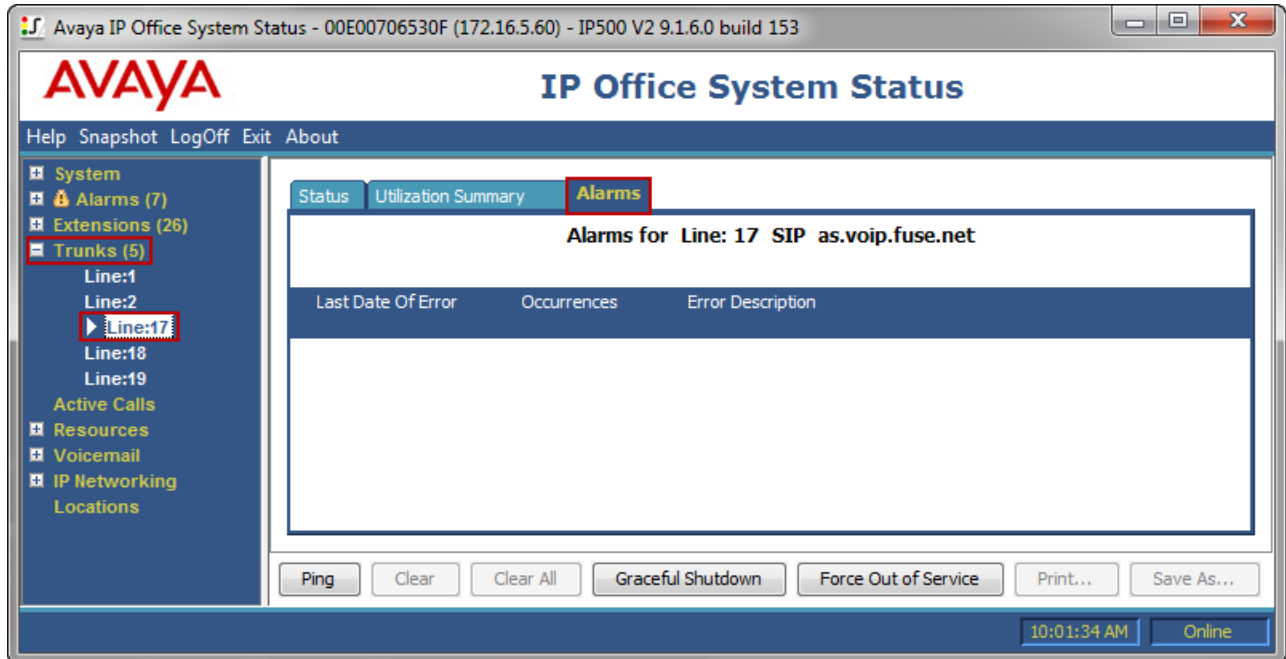 Avaya IP Office System Status - 00E00706530F (172.16.5.60) - IP500 V2 9.1.6.0 build 153
AVAYA
IP Office System Status
Help Snapshot LogOff Exit About
System
Alarms (7)
Extensions (26)
Trunks (5)
Line:1
Line:2
Line:17
Line:18
Line:19
Active Calls
Resources
Voicemail
IP Networking
Locations
Status Utilization Summary Alarms
Alarms for Line: 17 SIP as.voip.fuse.net
Last Date Of Error Occurrences Error Description
Ping Clear Clear All Graceful Shutdown Force Out of Service Print... Save As...
10:01:34 AM Online